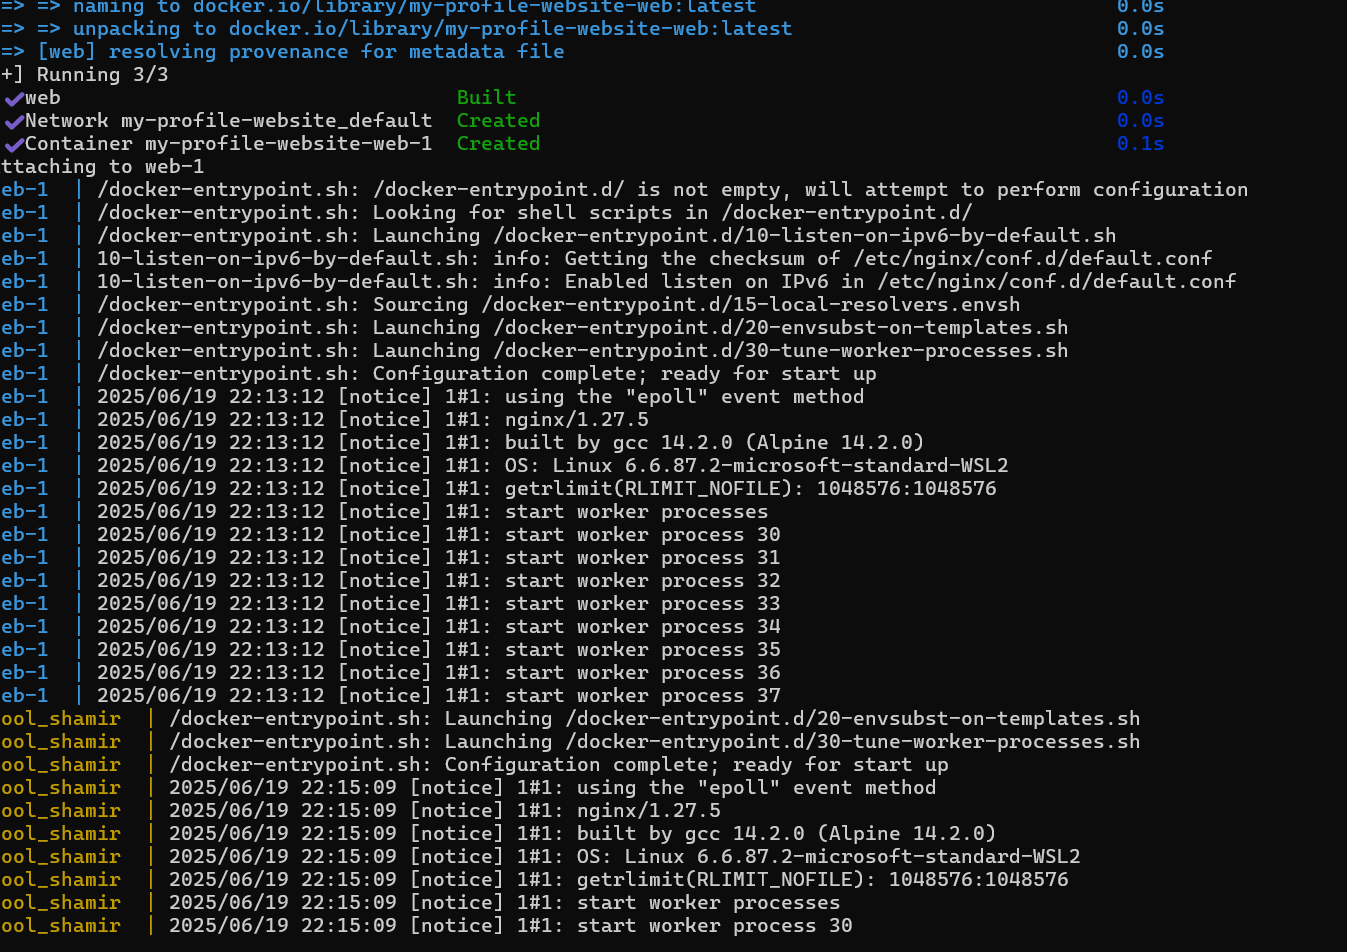 => => naming to docker.io/library/my-profile-website-web:latest 0.0s
=> => unpacking to docker.io/library/my-profile-website-web:latest 0.0s
=> [web] resolving provenance for metadata file 0.0s
+] Running 3/3
✔web Built 0.0s
✔Network my-profile-website_default Created 0.0s
✔Container my-profile-website-web-1 Created 0.1s
ttaching to web-1
eb-1 | /docker-entrypoint.sh: /docker-entrypoint.d/ is not empty, will attempt to perform configuration
eb-1 | /docker-entrypoint.sh: Looking for shell scripts in /docker-entrypoint.d/
eb-1 | /docker-entrypoint.sh: Launching /docker-entrypoint.d/10-listen-on-ipv6-by-default.sh
eb-1 | 10-listen-on-ipv6-by-default.sh: info: Getting the checksum of /etc/nginx/conf.d/default.conf
eb-1 | 10-listen-on-ipv6-by-default.sh: info: Enabled listen on IPv6 in /etc/nginx/conf.d/default.conf
eb-1 | /docker-entrypoint.sh: Sourcing /docker-entrypoint.d/15-local-resolvers.envsh
eb-1 | /docker-entrypoint.sh: Launching /docker-entrypoint.d/20-envsubst-on-templates.sh
eb-1 | /docker-entrypoint.sh: Launching /docker-entrypoint.d/30-tune-worker-processes.sh
eb-1 | /docker-entrypoint.sh: Configuration complete; ready for start up
eb-1 | 2025/06/19 22:13:12 [notice] 1#1: using the "epoll" event method
eb-1 | 2025/06/19 22:13:12 [notice] 1#1: nginx/1.27.5
eb-1 | 2025/06/19 22:13:12 [notice] 1#1: built by gcc 14.2.0 (Alpine 14.2.0)
eb-1 | 2025/06/19 22:13:12 [notice] 1#1: OS: Linux 6.6.87.2-microsoft-standard-WSL2
eb-1 | 2025/06/19 22:13:12 [notice] 1#1: getrlimit(RLIMIT_NOFILE): 1048576:1048576
eb-1 | 2025/06/19 22:13:12 [notice] 1#1: start worker processes
eb-1 | 2025/06/19 22:13:12 [notice] 1#1: start worker process 30
eb-1 | 2025/06/19 22:13:12 [notice] 1#1: start worker process 31
eb-1 | 2025/06/19 22:13:12 [notice] 1#1: start worker process 32
eb-1 | 2025/06/19 22:13:12 [notice] 1#1: start worker process 33
eb-1 | 2025/06/19 22:13:12 [notice] 1#1: start worker process 34
eb-1 | 2025/06/19 22:13:12 [notice] 1#1: start worker process 35
eb-1 | 2025/06/19 22:13:12 [notice] 1#1: start worker process 36
eb-1 | 2025/06/19 22:13:12 [notice] 1#1: start worker process 37
ool_shamir | /docker-entrypoint.sh: Launching /docker-entrypoint.d/20-envsubst-on-templates.sh
ool_shamir | /docker-entrypoint.sh: Launching /docker-entrypoint.d/30-tune-worker-processes.sh
ool_shamir | /docker-entrypoint.sh: Configuration complete; ready for start up
ool_shamir | 2025/06/19 22:15:09 [notice] 1#1: using the "epoll" event method
ool_shamir | 2025/06/19 22:15:09 [notice] 1#1: nginx/1.27.5
ool_shamir | 2025/06/19 22:15:09 [notice] 1#1: built by gcc 14.2.0 (Alpine 14.2.0)
ool_shamir | 2025/06/19 22:15:09 [notice] 1#1: OS: Linux 6.6.87.2-microsoft-standard-WSL2
ool_shamir | 2025/06/19 22:15:09 [notice] 1#1: getrlimit(RLIMIT_NOFILE): 1048576:1048576
ool_shamir | 2025/06/19 22:15:09 [notice] 1#1: start worker processes
ool_shamir | 2025/06/19 22:15:09 [notice] 1#1: start worker process 30